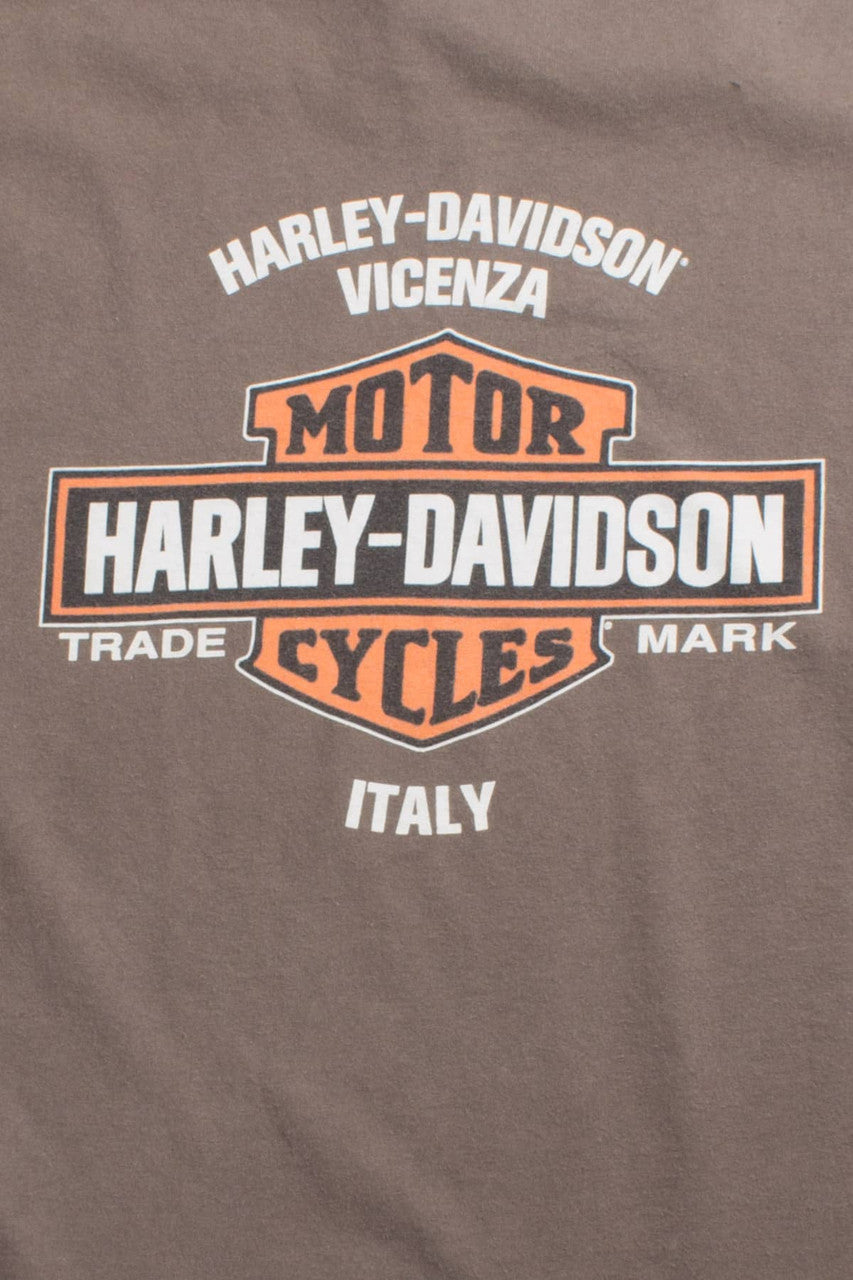 HARLEY-DAVIDSON
VICENZA
MOTOR
HARLEY-DAVIDSON
TRADE MARK
CYCLES
ITALY